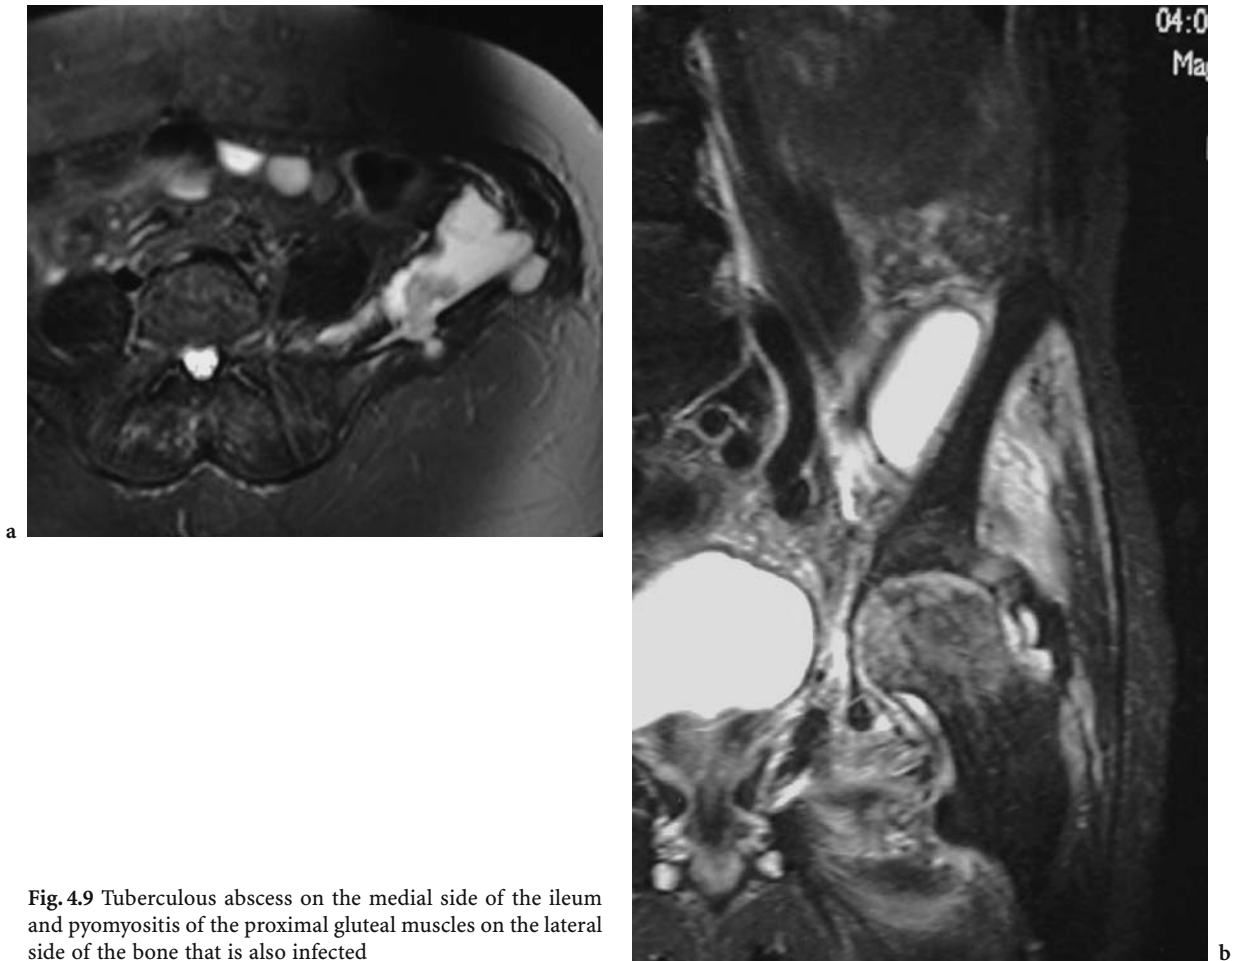 04:0
Ma
a
Fig. 4.9 Tuberculous abscess on the medial side of the ileum
and pyomyositis of the proximal gluteal muscles on the lateral
side of the bone that is also infected
b